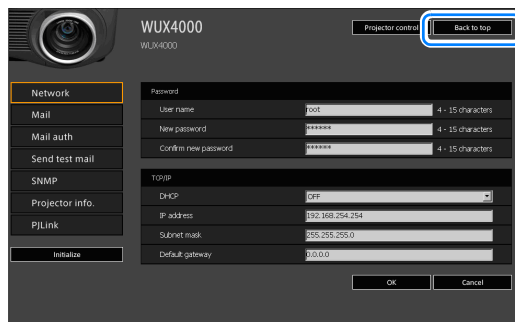 WUX4000
WUX4000
Projector control
Back to top
Network
Mail
Mail auth
Send test mail
SNMP
Projector info.
PJLink
Initialize
Password
User name root 4 - 15 characters
New password ****** 4 - 15 characters
Confirm new password ****** 4 - 15 characters
TCP/IP
DHCP OFF
IP address 192.168.254.254
Subnet mask 255.255.255.0
Default gateway 0.0.0.0
OK Cancel